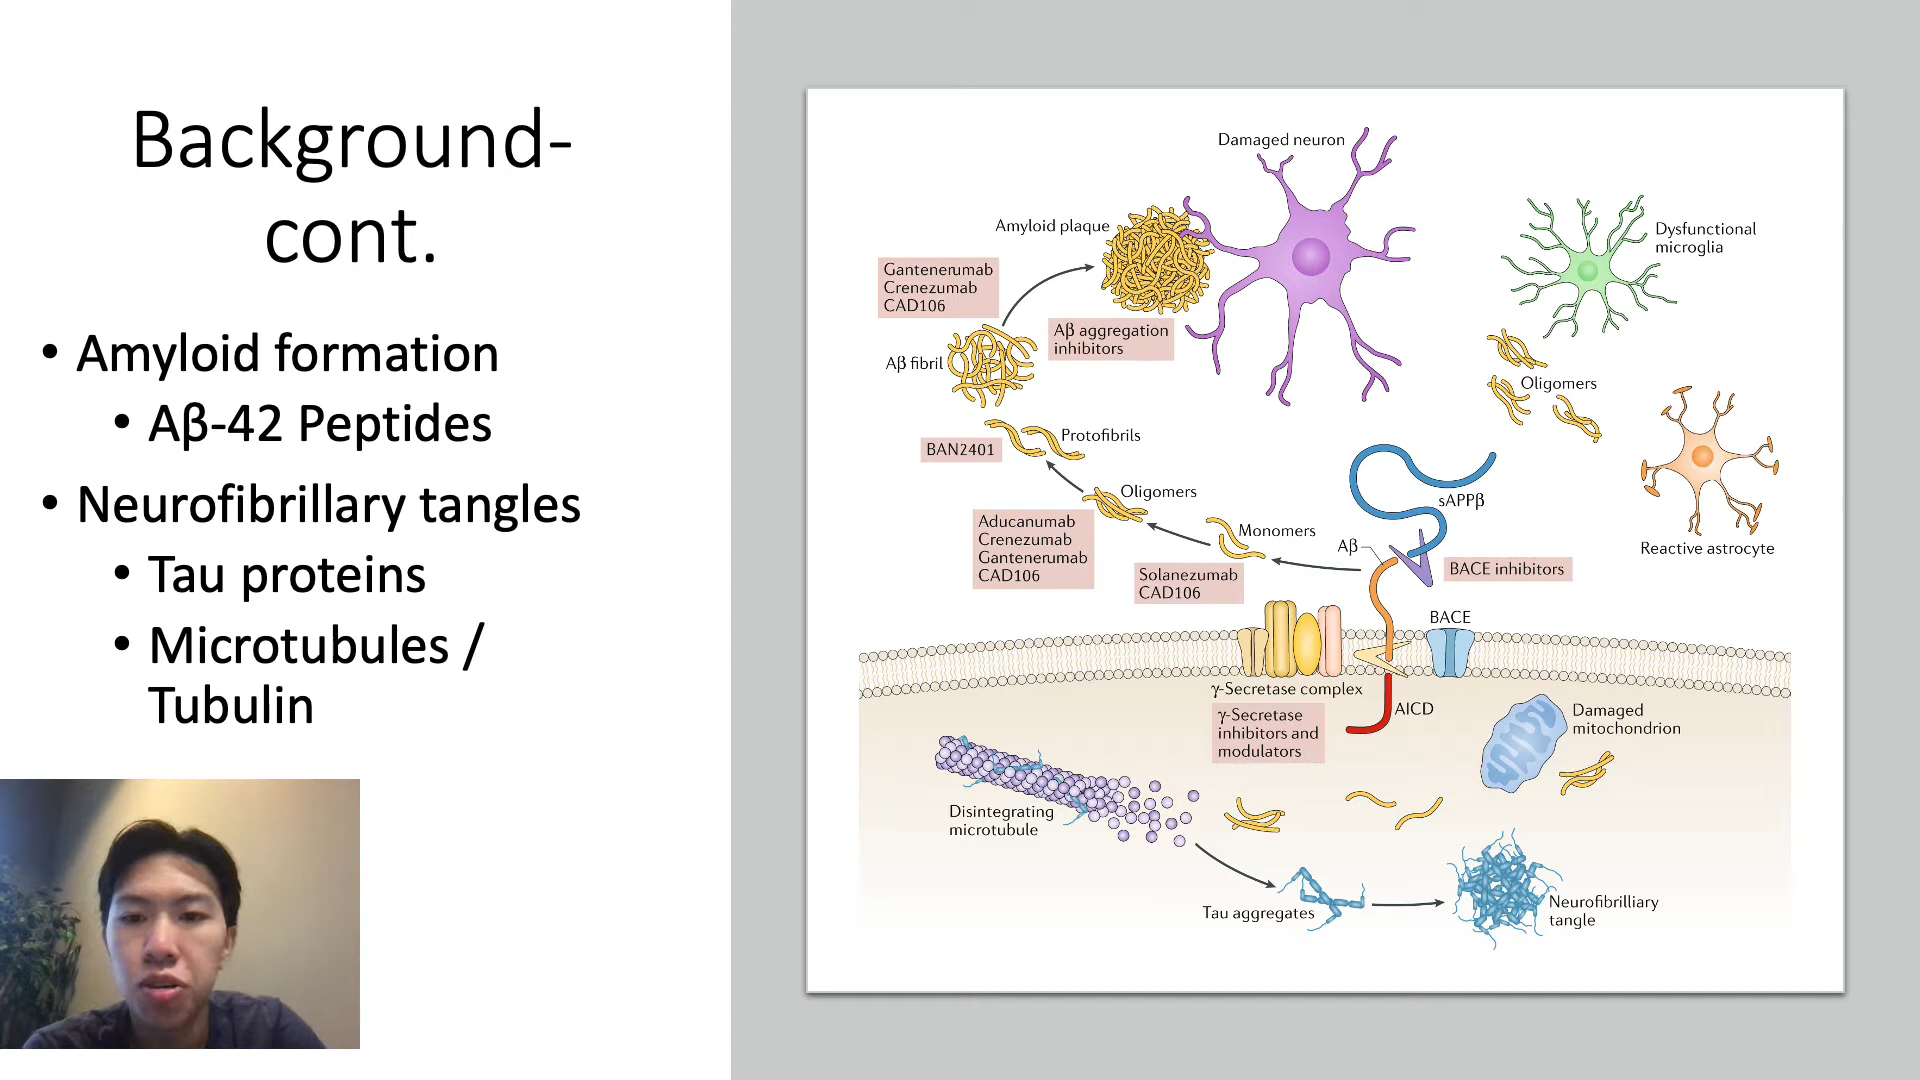 Background-
cont.
• Amyloid formation
• Aβ-42 Peptides
• Neurofibrillary tangles
• Tau proteins
• Microtubules /
Tubulin
Damaged neuron
Amyloid plaque
Dysfunctional
microglia
Gantenerumab
Crenezumab
CAD106
Aβ aggregation
inhibitors
Aβ fibril
Oligomers
Protofibrils
BAN2401
Oligomers
sAPPβ
Aducanumab
Crenezumab
Gantenerumab
CAD106
Monomers
Aβ
Reactive astrocyte
Solanezumab
CAD106
BACE inhibitors
BACE
γ-Secretase complex
γ-Secretase
inhibitors and
modulators
AICD
Damaged
mitochondrion
Disintegrating
microtubule
Tau aggregates
Neurofibrilliary
tangle